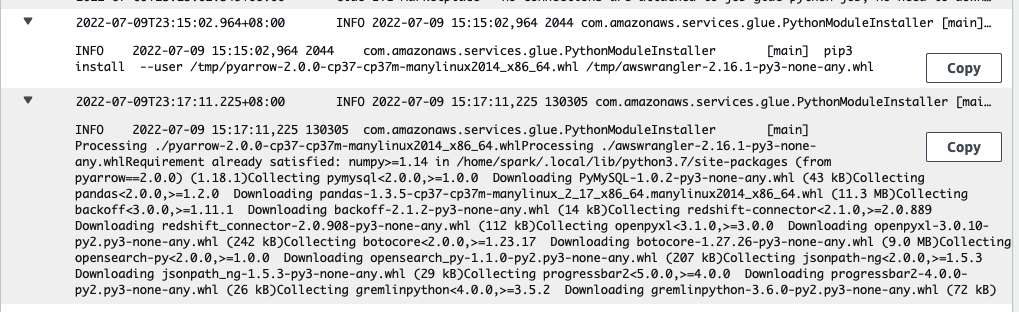 2022-07-09T23:15:02.964+08:00 INFO 2022-07-09 15:15:02,964 2044 com.amazonaws.services.glue.PythonModuleInstaller [main]…
INFO 2022-07-09 15:15:02,964 2044 com.amazonaws.services.glue.PythonModuleInstaller [main] pip3
install --user /tmp/pyarrow-2.0.0-cp37-cp37m-manylinux2014_x86_64.whl /tmp/awswrangler-2.16.1-py3-none-any.whl
Copy
2022-07-09T23:17:11.225+08:00 INFO 2022-07-09 15:17:11,225 130305 com.amazonaws.services.glue.PythonModuleInstaller [mai…
INFO 2022-07-09 15:17:11,225 130305 com.amazonaws.services.glue.PythonModuleInstaller [main]
Copy
Processing ./pyarrow-2.0.0-cp37-cp37m-manylinux2014_x86_64.whlProcessing ./awswrangler-2.16.1-py3-none-
any.whlRequirement already satisfied: numpy>=1.14 in /home/spark/.local/lib/python3.7/site-packages (from
pyarrow==2.0.0) (1.18.1)Collecting pymysql<2.0.0,>=1.0.0 Downloading PyMySQL-1.0.2-py3-none-any.whl (43 kB)Collecting
pandas<2.0.0,>=1.2.0 Downloading pandas-1.3.5-cp37-cp37m-manylinux_2_17_x86_64.manylinux2014_x86_64.whl (11.3 MB)Collecting
backoff<3.0.0,>=1.11.1 Downloading backoff-2.1.2-py3-none-any.whl (14 kB)Collecting redshift-connector<2.1.0,>=2.0.889
Downloading redshift_connector-2.0.908-py3-none-any.whl (112 kB)Collecting openpyxl<3.1.0,>=3.0.0 Downloading openpyxl-3.0.10-
py2.py3-none-any.whl (242 kB)Collecting botocore<2.0.0,>=1.23.17 Downloading botocore-1.27.26-py3-none-any.whl (9.0 MB)Collecting
opensearch-py<2.0.0,>=1.0.0 Downloading opensearch_py-1.1.0-py2.py3-none-any.whl (207 kB)Collecting jsonpath-ng<2.0.0,>=1.5.3
Downloading jsonpath_ng-1.5.3-py3-none-any.whl (29 kB)Collecting progressbar2<5.0.0,>=4.0.0 Downloading progressbar2-4.0.0-
py2.py3-none-any.whl (26 kB)Collecting gremlinpython<4.0.0,>=3.5.2 Downloading gremlinpython-3.6.0-py2.py3-none-any.whl (72 kB)